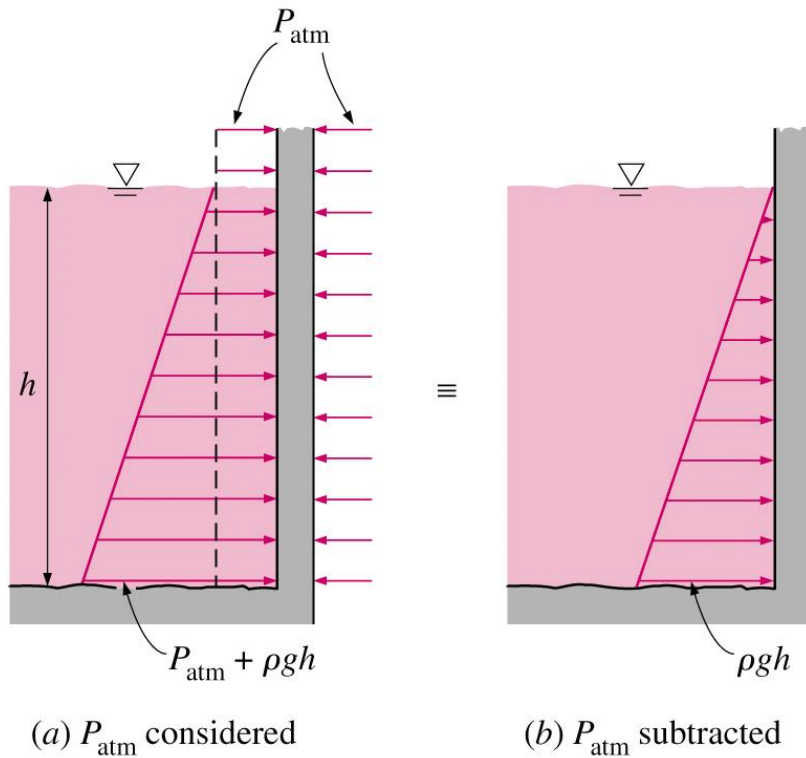 P_atm
h
≡
P_atm + ρgh
ρgh
(a) P_atm considered
(b) P_atm subtracted